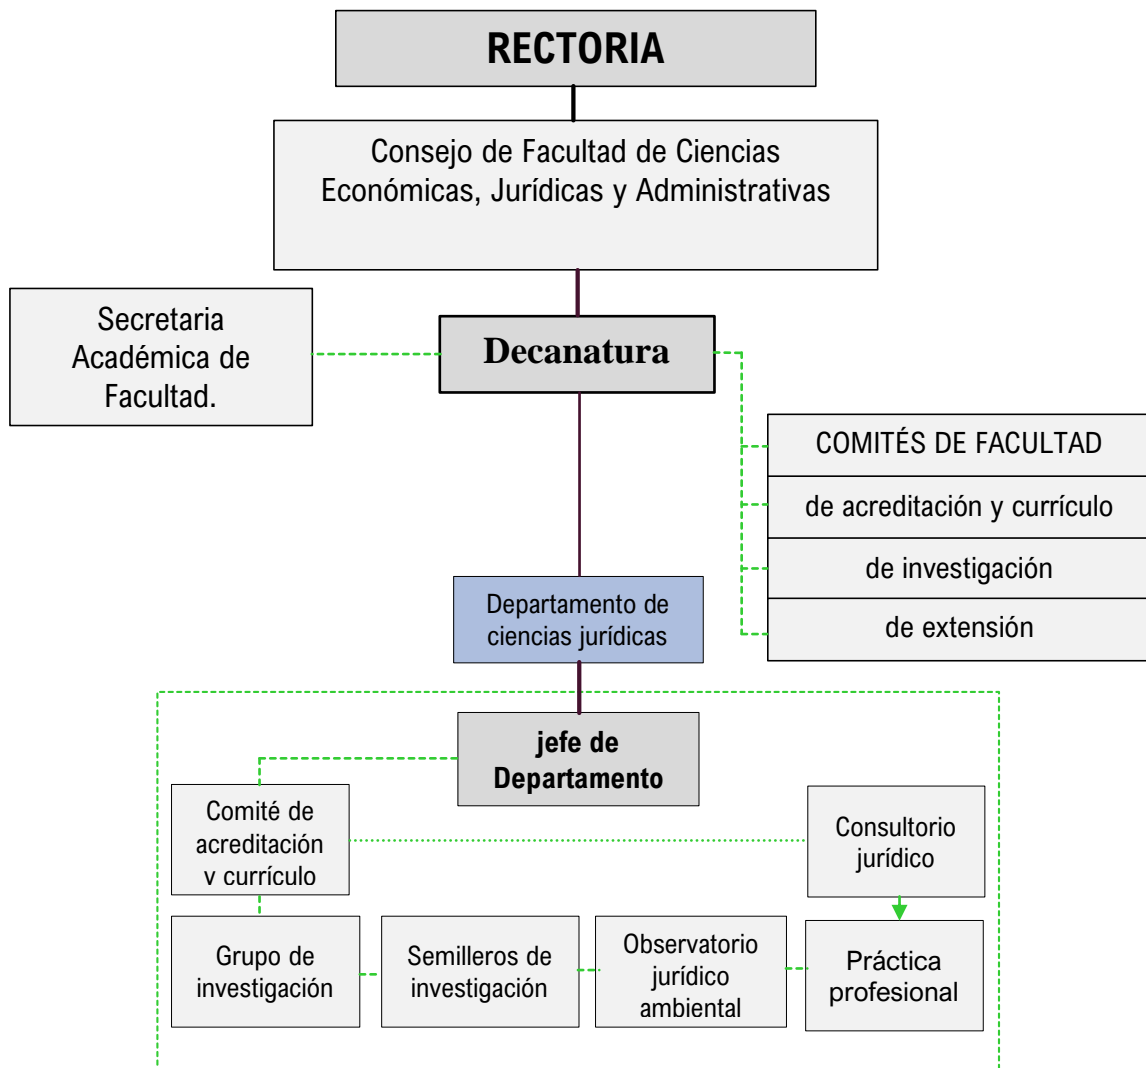 RECTORIA
Consejo de Facultad de Ciencias
Económicas, Jurídicas y Administrativas
Secretaria
Académica de
Facultad.
Decanatura
COMITÉS DE FACULTAD
de acreditación y currículo
de investigación
de extensión
Departamento de
ciencias jurídicas
jefe de
Departamento
Comité de
acreditación
y currículo
Consultorio
jurídico
Grupo de
investigación
Semilleros de
investigación
Observatorio
jurídico
ambiental
Práctica
profesional